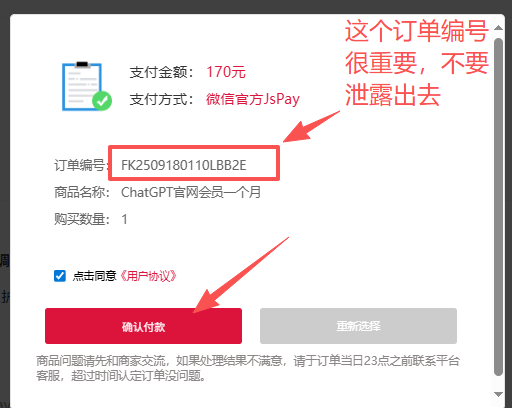 这个订单编号
很重要，不要
泄露出去
支付金额： 170元
支付方式： 微信官方JsPay
订单编号： FK2509180110LBB2E
商品名称： ChatGPT官网会员一个月
购买数量： 1
点击同意《用户协议》
确认付款 重新选择
商品问题请先和商家交流，如果处理结果不满意，请于订单当日23点之前联系平台
客服，超过时间认定订单没问题。